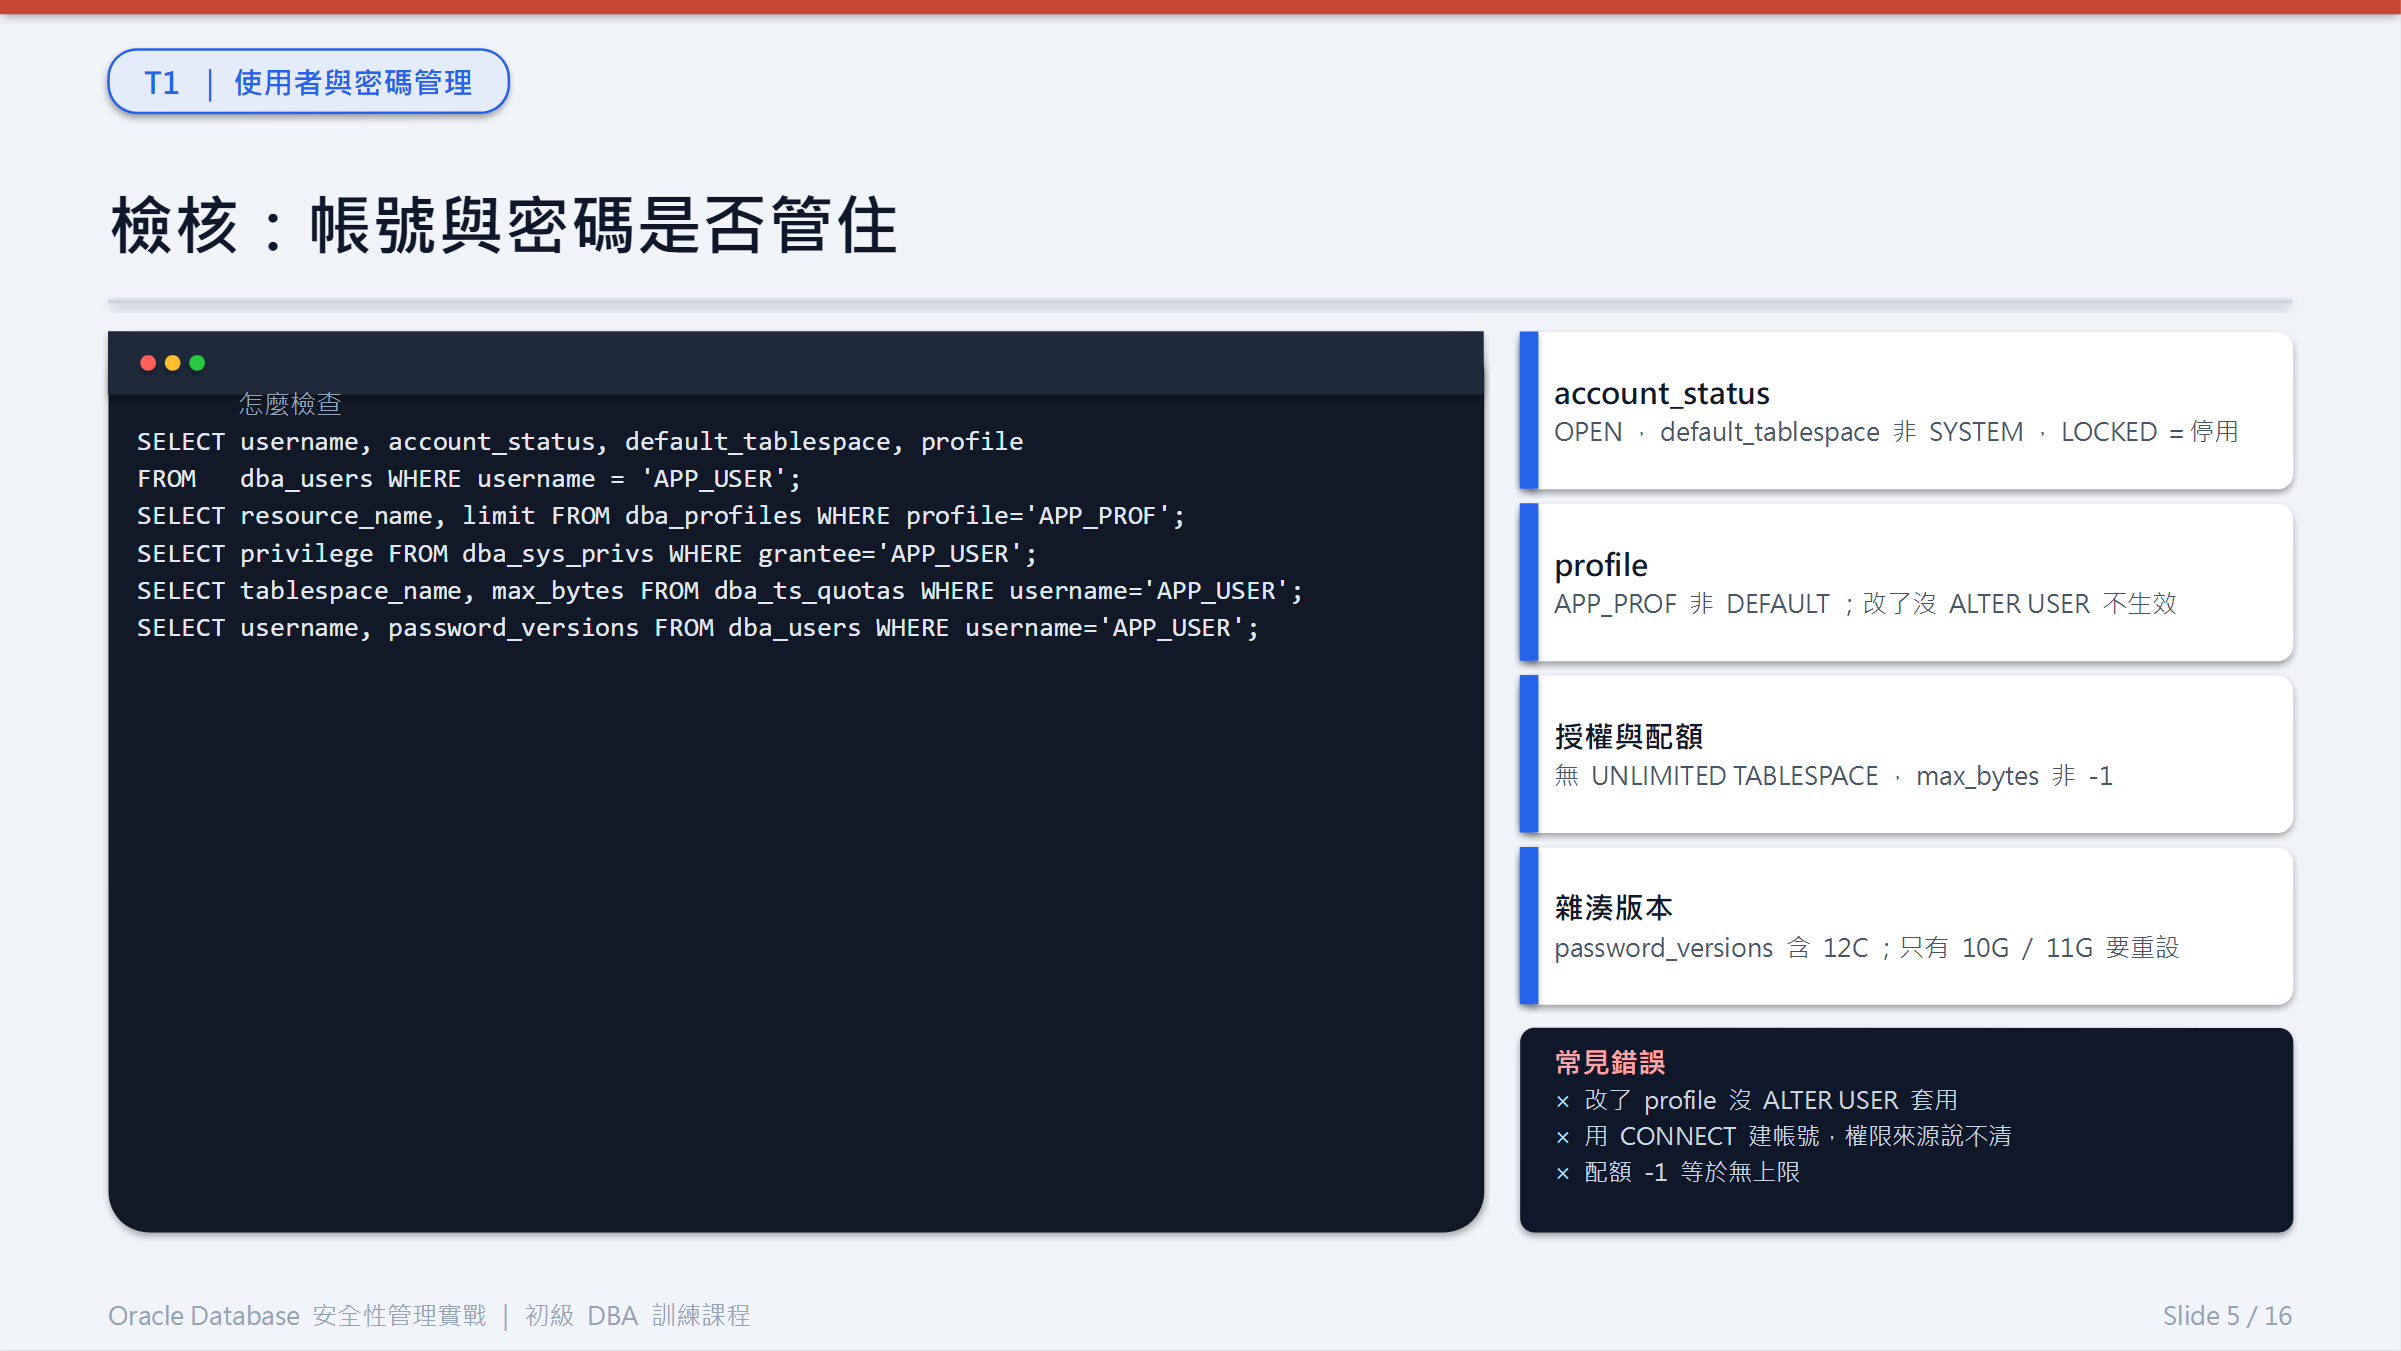 T1 | 使用者與密碼管理
檢核：帳號與密碼是否管住
怎麼檢查
SELECT username, account_status, default_tablespace, profile
FROM   dba_users WHERE username = 'APP_USER';
SELECT resource_name, limit FROM dba_profiles WHERE profile='APP_PROF';
SELECT privilege FROM dba_sys_privs WHERE grantee='APP_USER';
SELECT tablespace_name, max_bytes FROM dba_ts_quotas WHERE username='APP_USER';
SELECT username, password_versions FROM dba_users WHERE username='APP_USER';
account_status
OPEN，default_tablespace 非 SYSTEM，LOCKED =停用
profile
APP_PROF 非 DEFAULT；改了沒 ALTER USER 不生效
授權與配額
無 UNLIMITED TABLESPACE，max_bytes 非 -1
雜湊版本
password_versions 含 12C；只有 10G / 11G 要重設
常見錯誤
× 改了 profile 沒 ALTER USER 套用
× 用 CONNECT 建帳號，權限來源說不清
× 配額 -1 等於無上限
Oracle Database 安全性管理實戰 | 初級 DBA 訓練課程
Slide 5 / 16